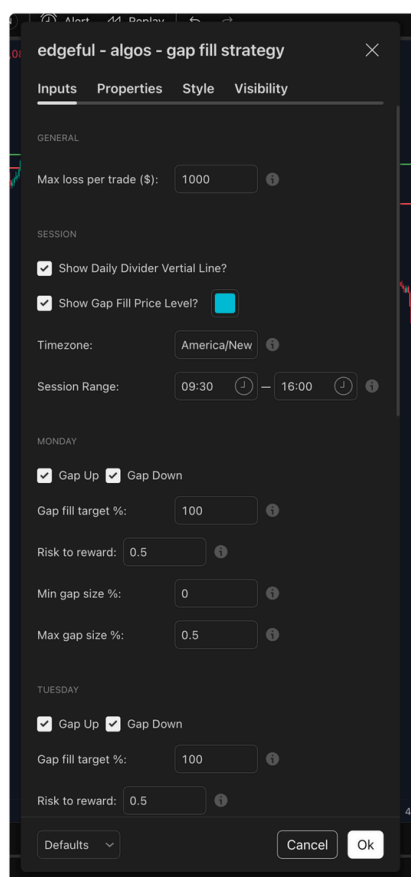 Alert Replay
edgeful - algos - gap fill strategy
Inputs Properties Style Visibility
GENERAL
Max loss per trade ($): 1000
SESSION
Show Daily Divider Vertial Line?
Show Gap Fill Price Level?
Timezone: America/New
Session Range: 09:30 — 16:00
MONDAY
Gap Up Gap Down
Gap fill target %: 100
Risk to reward: 0.5
Min gap size %: 0
Max gap size %: 0.5
TUESDAY
Gap Up Gap Down
Gap fill target %: 100
Risk to reward: 0.5
Defaults Cancel Ok